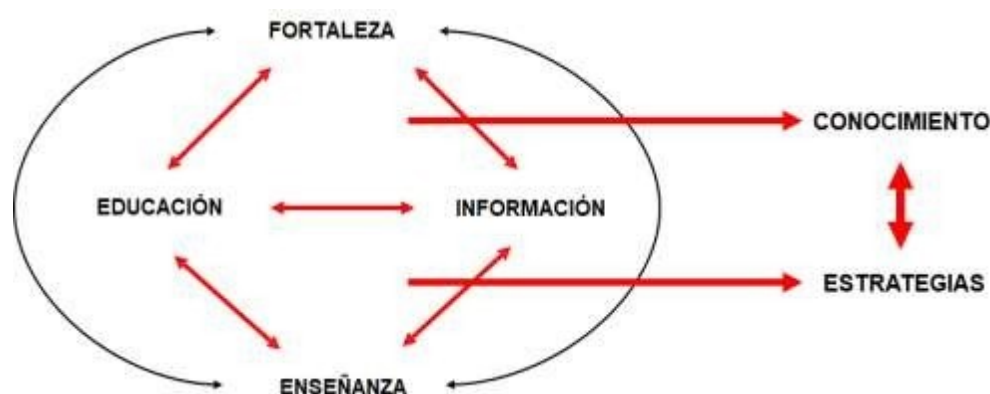 FORTALEZA
CONOCIMIENTO
EDUCACIÓN
INFORMACIÓN
ESTRATEGIAS
ENSEÑANZA